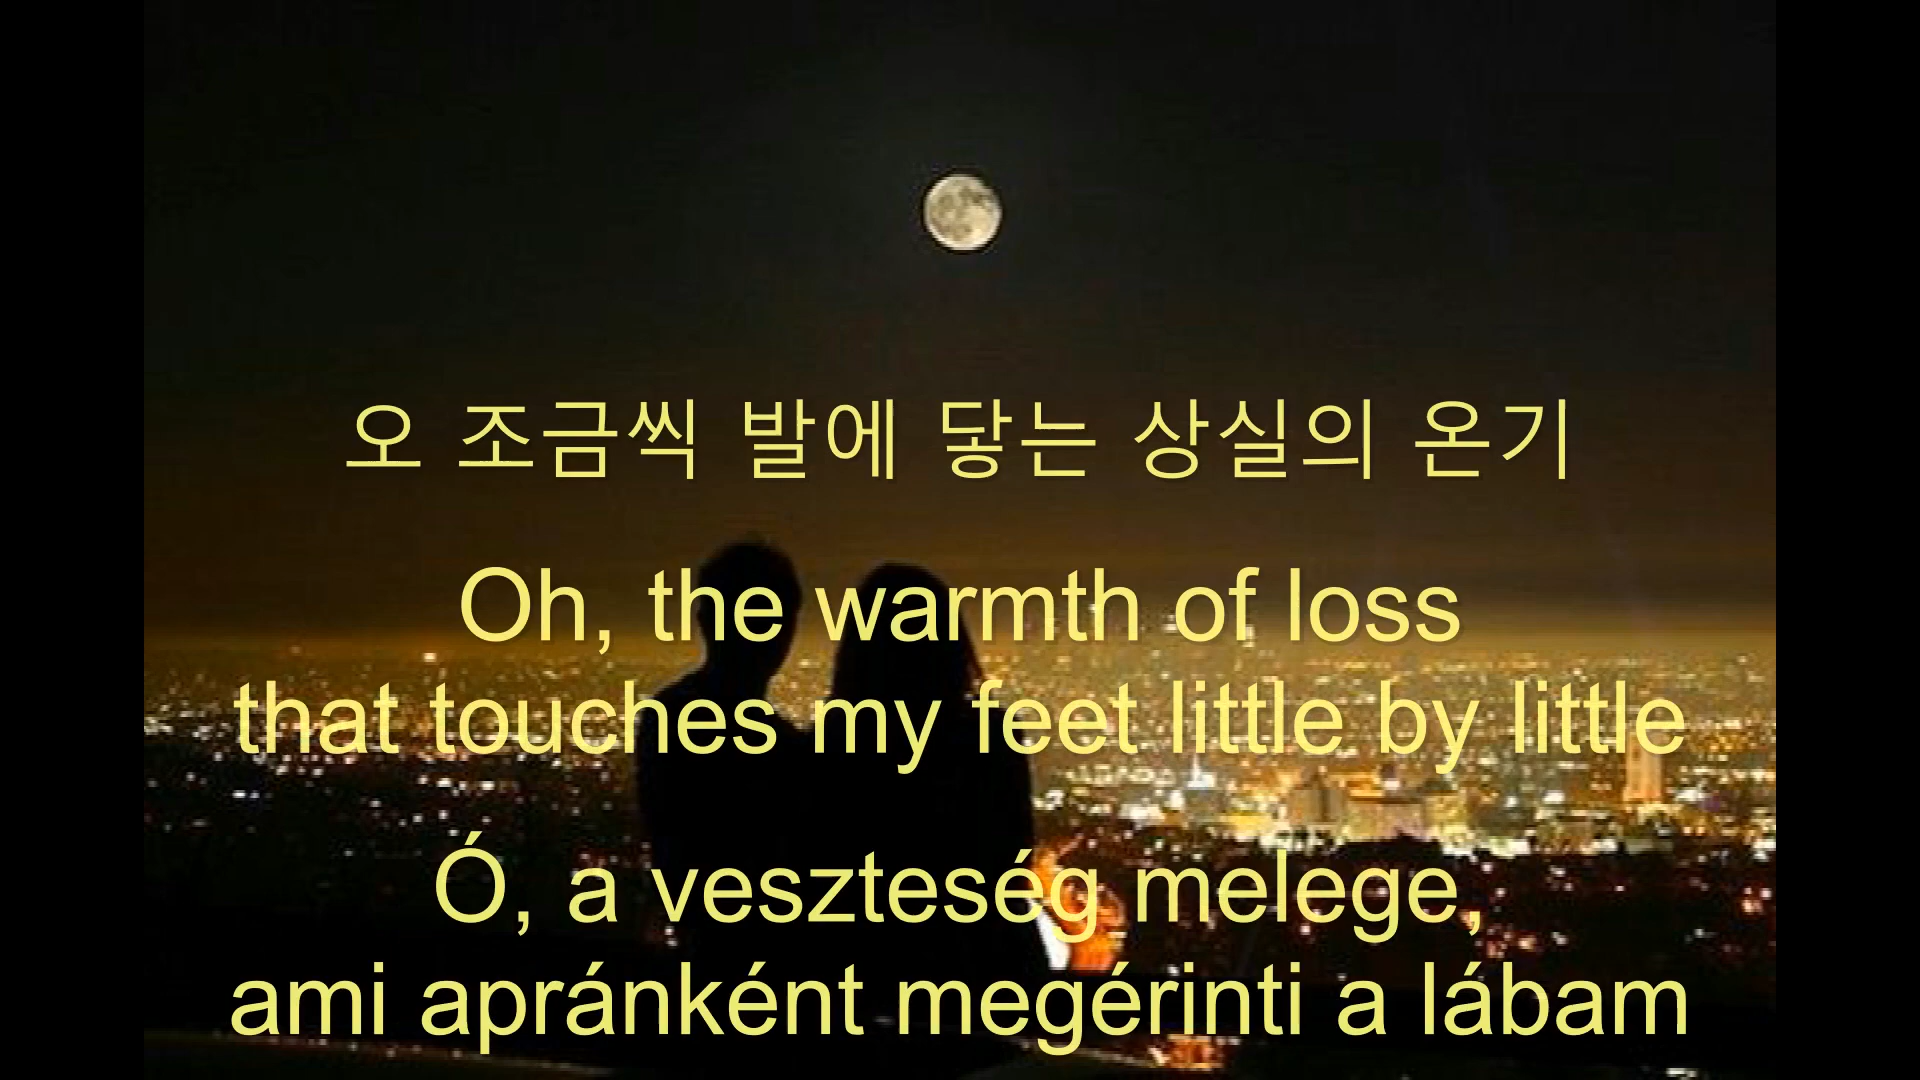 오 조금씩 발에 닿는 상실의 온기
Oh, the warmth of loss
that touches my feet little by little
Ó, a veszteség melege,
ami apránként megérinti a lábam